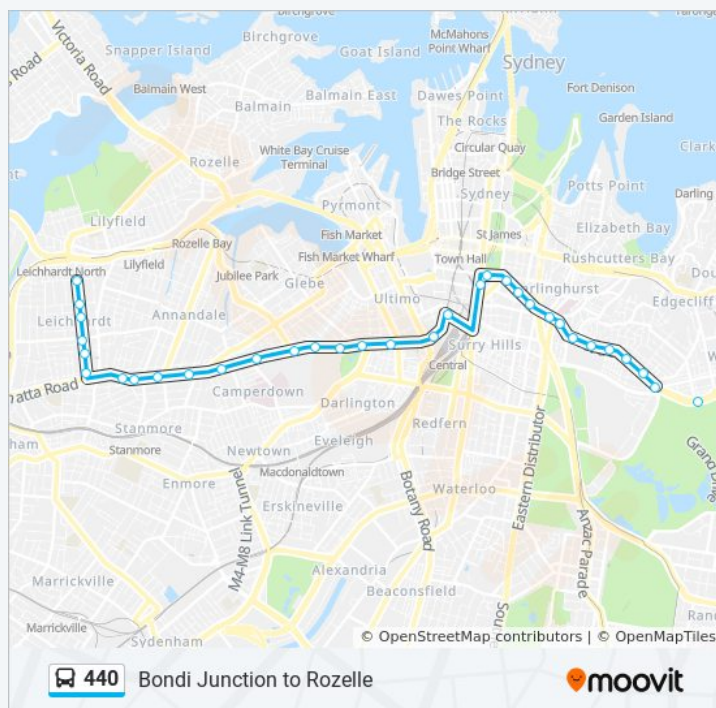 McMahons
Point Wharf
Birchgrove
Birchgrove
Goat Island
Snapper Island
Victoria Road
Sydney
Fort Denison
Garden Island
Balmain West
Balmain East
Dawes Point
Balmain
The Rocks
White Bay Cruise
Terminal
Circular Quay
Bridge Street
Rozelle
Sydney
Potts Point
Darling
Pyrmont
Lilyfield
Elizabeth Bay
Fish Market
St James
Rozelle Bay
Rushcutters Bay
Leichhardt North
Lilyfield
Fish Market Wharf
Town Hall
Jubilee Park
Glebe
Darlinghurst
Edgecliff
Ultimo
Leichhardt
Annandale
Surry Hills
Central
Camperdown
Darlington
Redfern
Stanmore
Stanmore
Newtown
Eveleigh
Macdonaldtown
Enmore
Erskineville
Waterloo
Eastern Distributor
M4-M8 Link Tunnel
Botany Road
Anzac Parade
Alexandria
Beaconsfield
Marrickville
Marrickville
Sydenham
© OpenStreetMap contributors | © OpenMapTiles
440 Bondi Junction to Rozelle
moovit